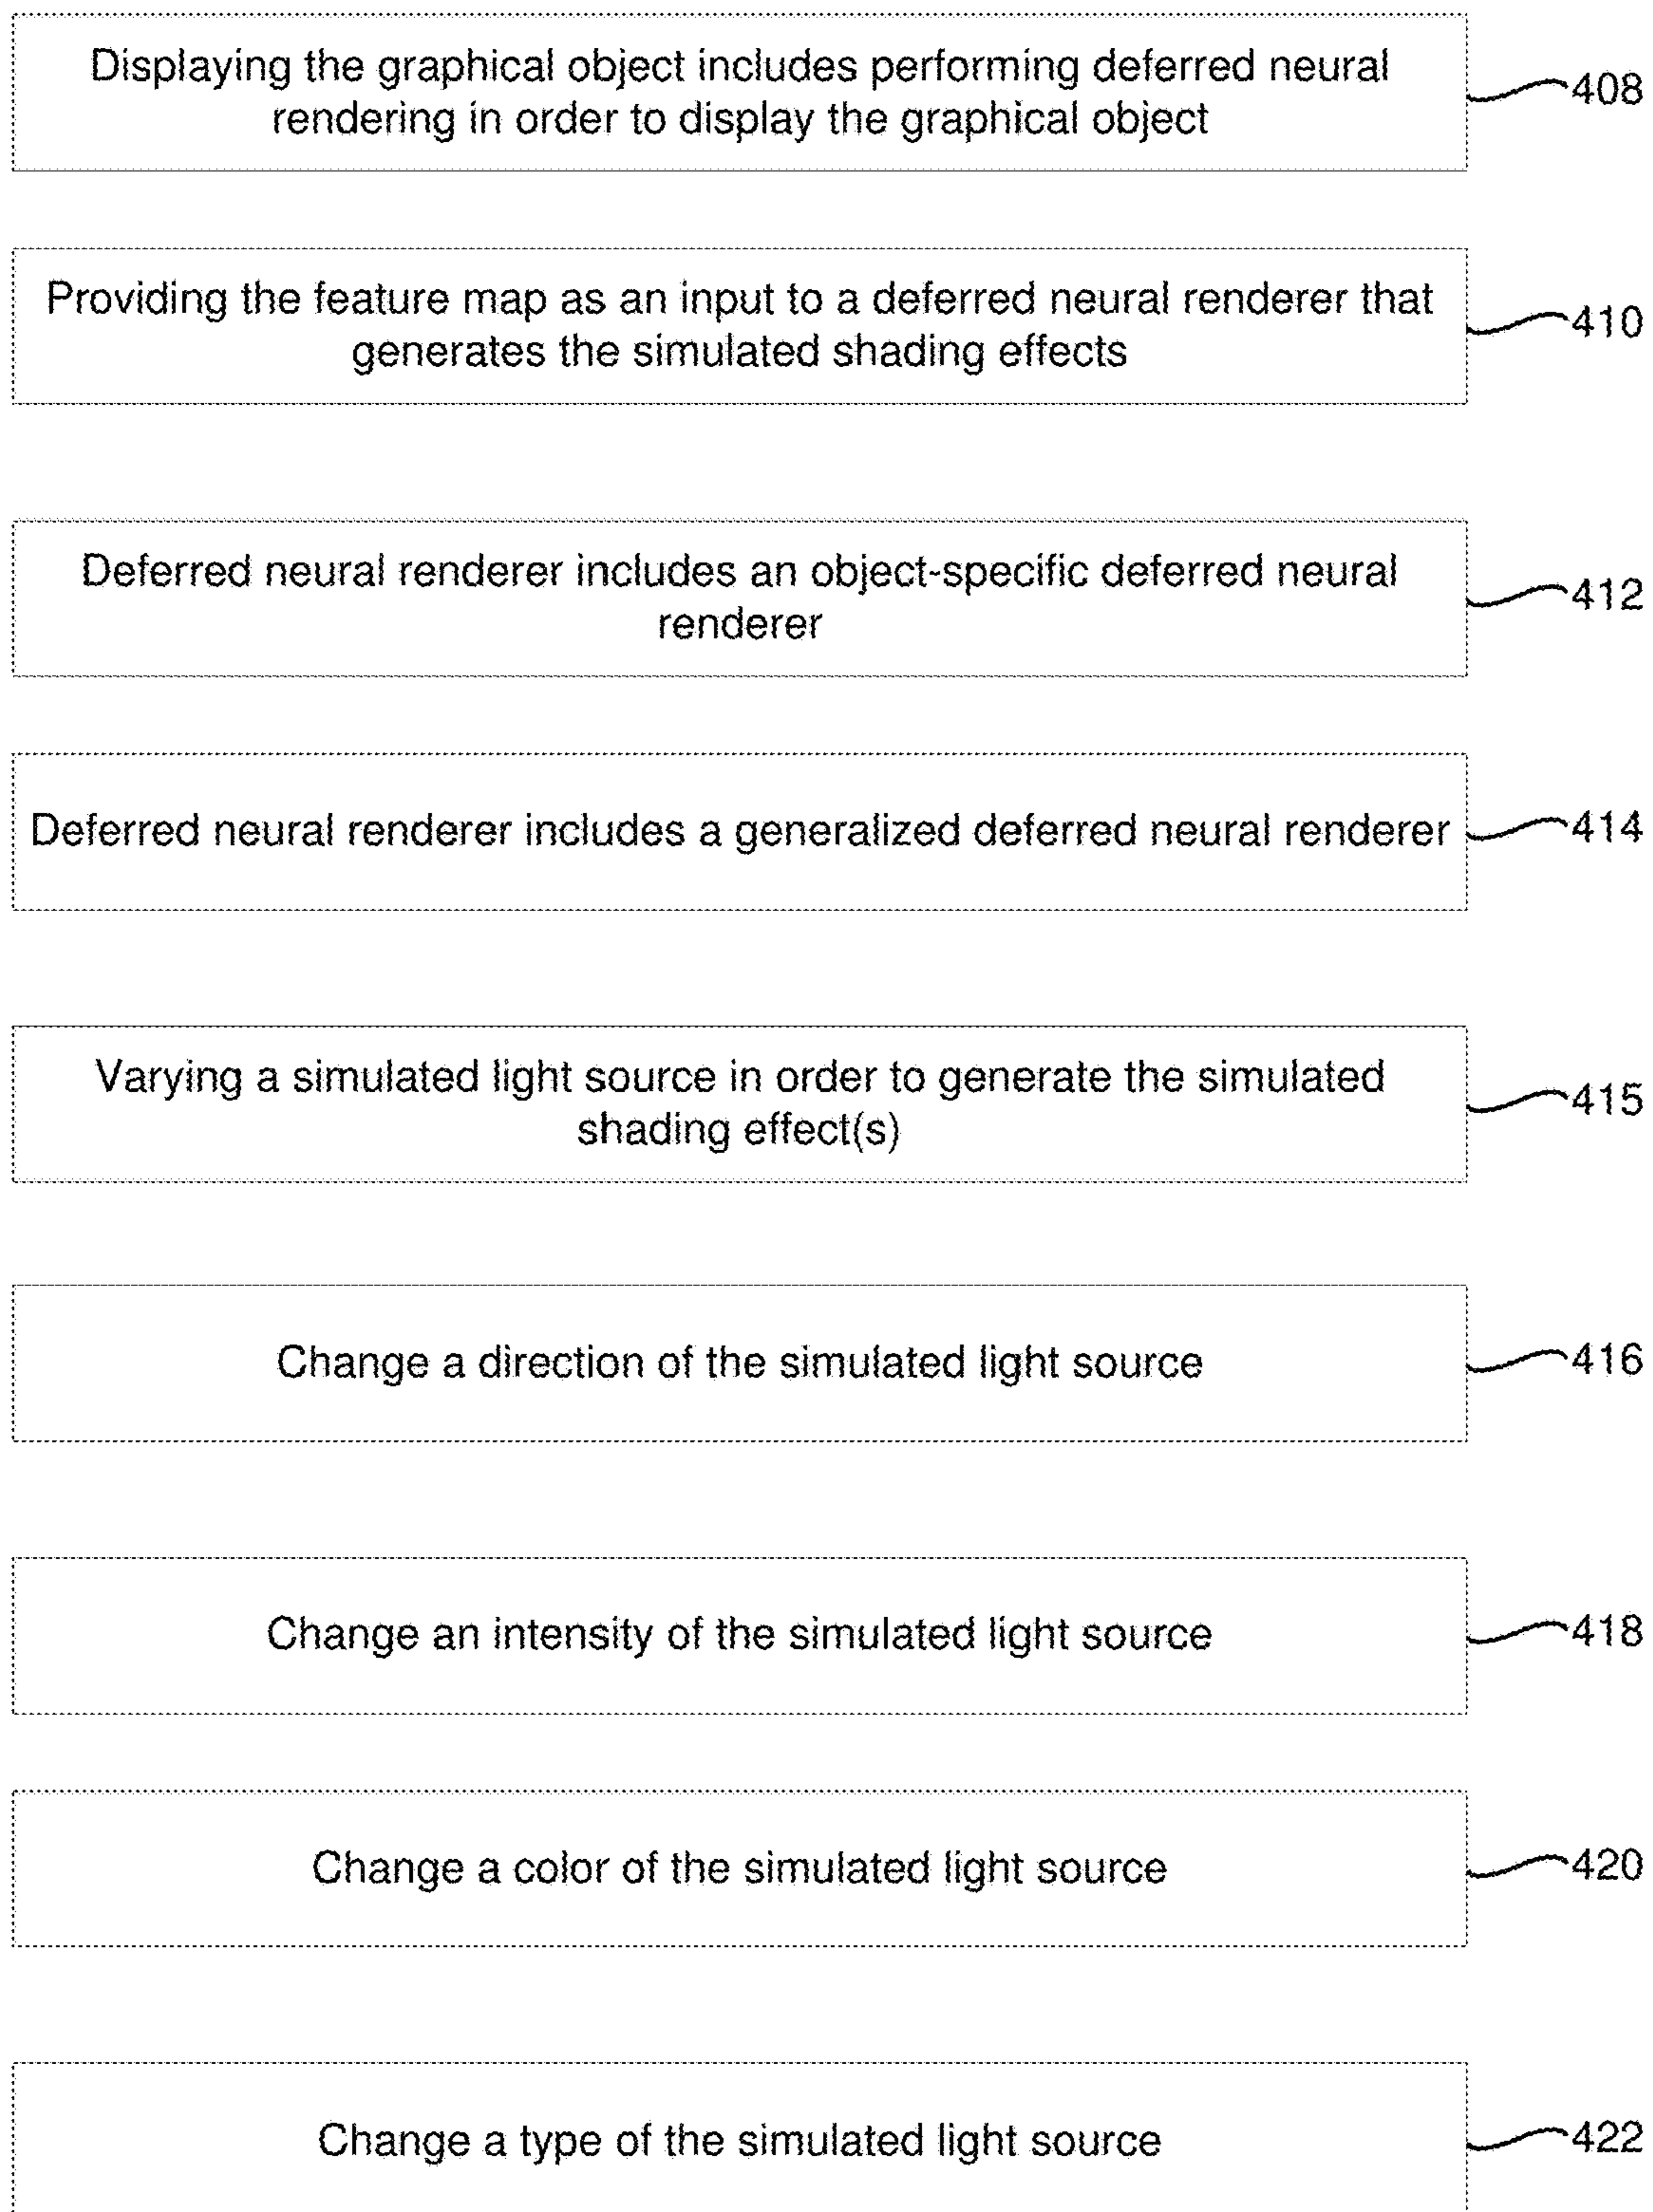 Displaying the graphical object includes performing deferred neural
rendering in order to display the graphical object
408
Providing the feature map as an input to a deferred neural renderer that
generates the simulated shading effects
410
Deferred neural renderer includes an object-specific deferred neural
renderer
412
Deferred neural renderer includes a generalized deferred neural renderer
414
Varying a simulated light source in order to generate the simulated
shading effect(s)
415
Change a direction of the simulated light source
416
Change an intensity of the simulated light source
418
Change a color of the simulated light source
420
Change a type of the simulated light source
422